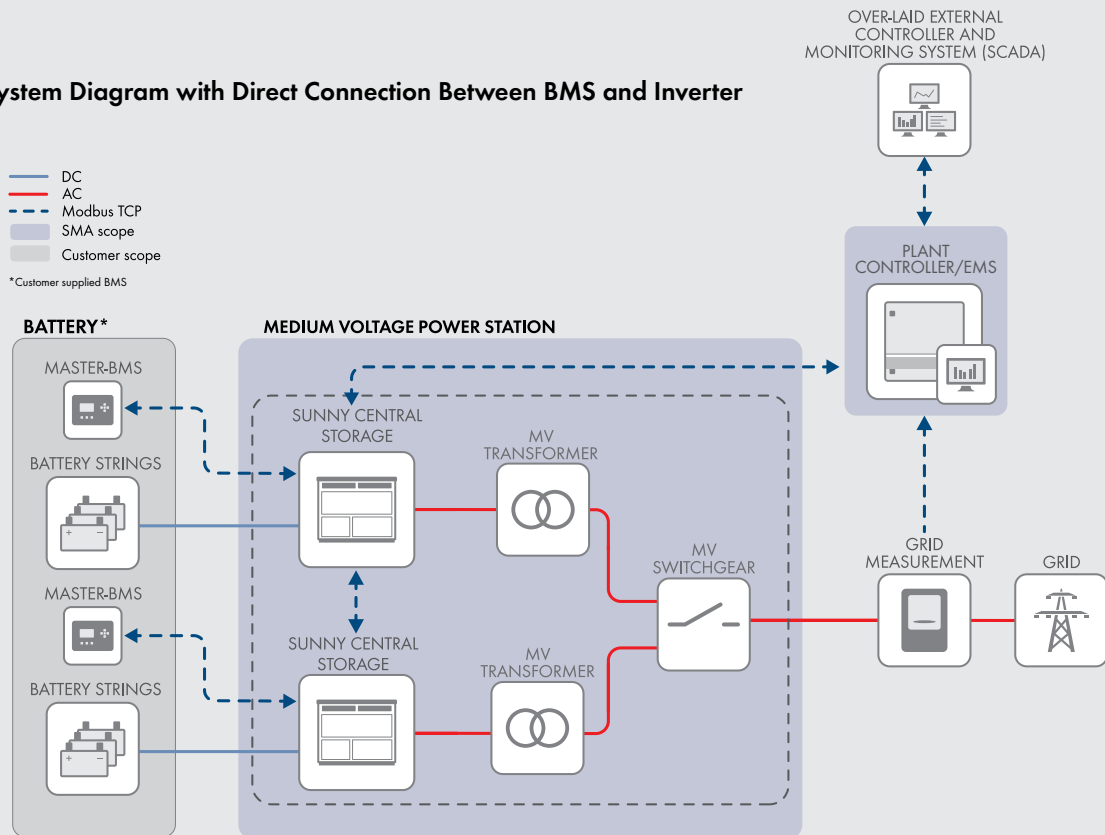 OVER-LAID EXTERNAL
CONTROLLER AND
MONITORING SYSTEM (SCADA)
ystem Diagram with Direct Connection Between BMS and Inverter
DC
AC
Modbus TCP
SMA scope
Customer scope
*Customer supplied BMS
PLANT
CONTROLLER/EMS
BATTERY*
MEDIUM VOLTAGE POWER STATION
MASTER-BMS
SUNNY CENTRAL
STORAGE
MV
TRANSFORMER
BATTERY STRINGS
MV
SWITCHGEAR
GRID
MEASUREMENT
GRID
MASTER-BMS
SUNNY CENTRAL
STORAGE
MV
TRANSFORMER
BATTERY STRINGS